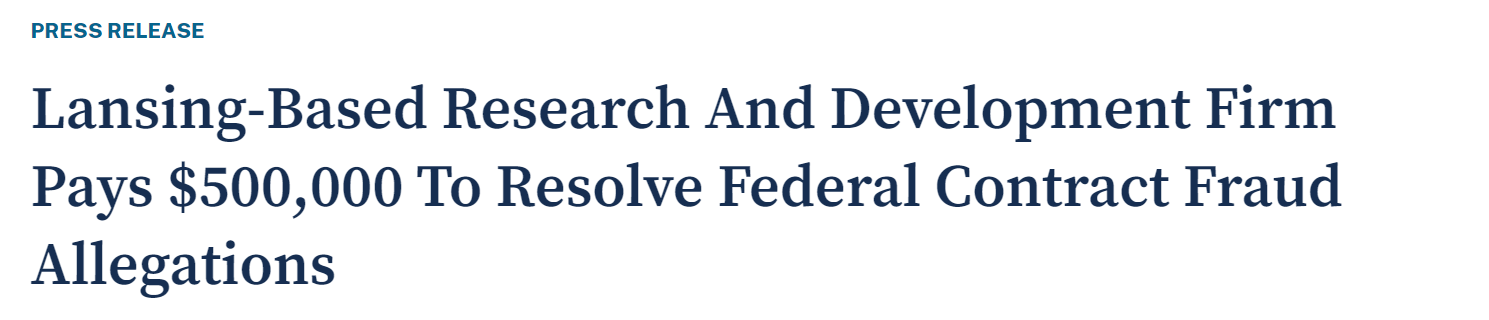 PRESS RELEASE
Lansing-Based Research And Development Firm
Pays $500,000 To Resolve Federal Contract Fraud
Allegations